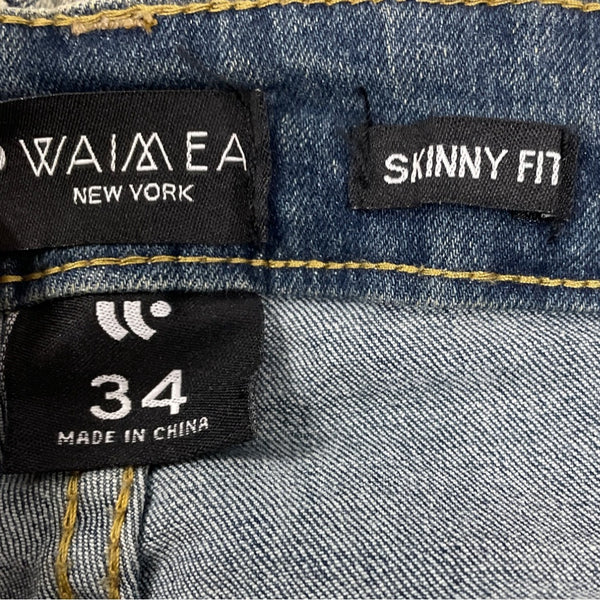 WAIMEA
NEW YORK
SKINNY FIT
34
MADE IN CHINA